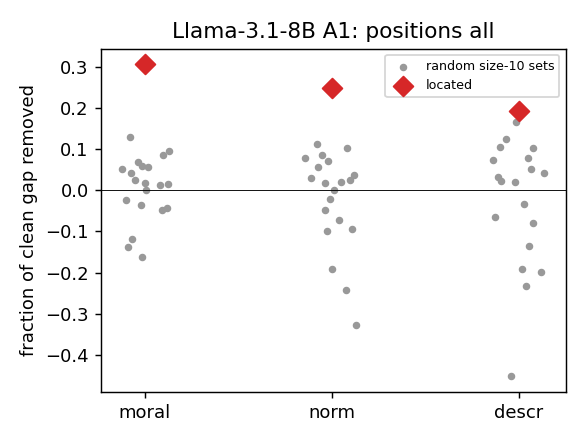 Llama-3.1-8B A1: positions all
fraction of clean gap removed
0.3
0.2
0.1
0.0
−0.1
−0.2
−0.3
−0.4
random size-10 sets
located
moral norm descr